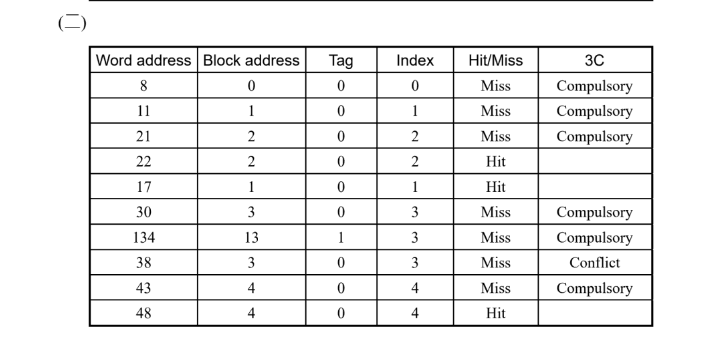 (二)
Word address Block address Tag Index Hit/Miss 3C
8 0 0 0 Miss Compulsory
11 1 0 1 Miss Compulsory
21 2 0 2 Miss Compulsory
22 2 0 2 Hit
17 1 0 1 Hit
30 3 0 3 Miss Compulsory
134 13 1 3 Miss Compulsory
38 3 0 3 Miss Conflict
43 4 0 4 Miss Compulsory
48 4 0 4 Hit